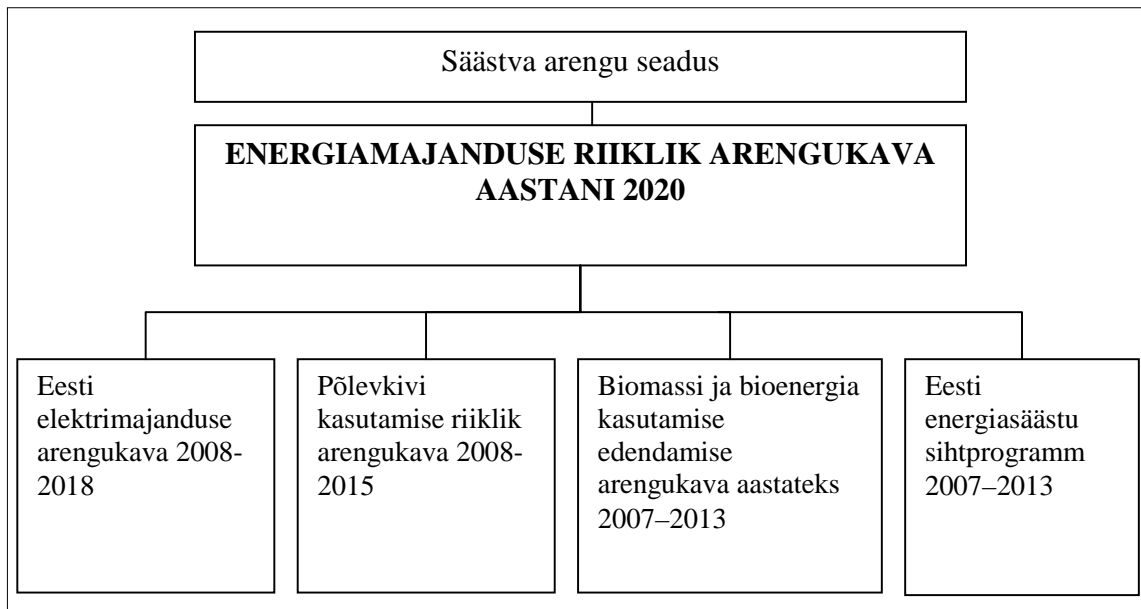 Säästva arengu seadus
ENERGIAMAJANDUSE RIIKLIK ARENGUKAVA
AASTANI 2020
Eesti
elektrimajanduse
arengukava 2008-
2018
Põlevkivi
kasutamise riiklik
arengukava 2008-
2015
Biomassi ja bioenergia
kasutamise
edendamise
arengukava aastateks
2007–2013
Eesti
energiasäästu
sihtprogramm
2007–2013